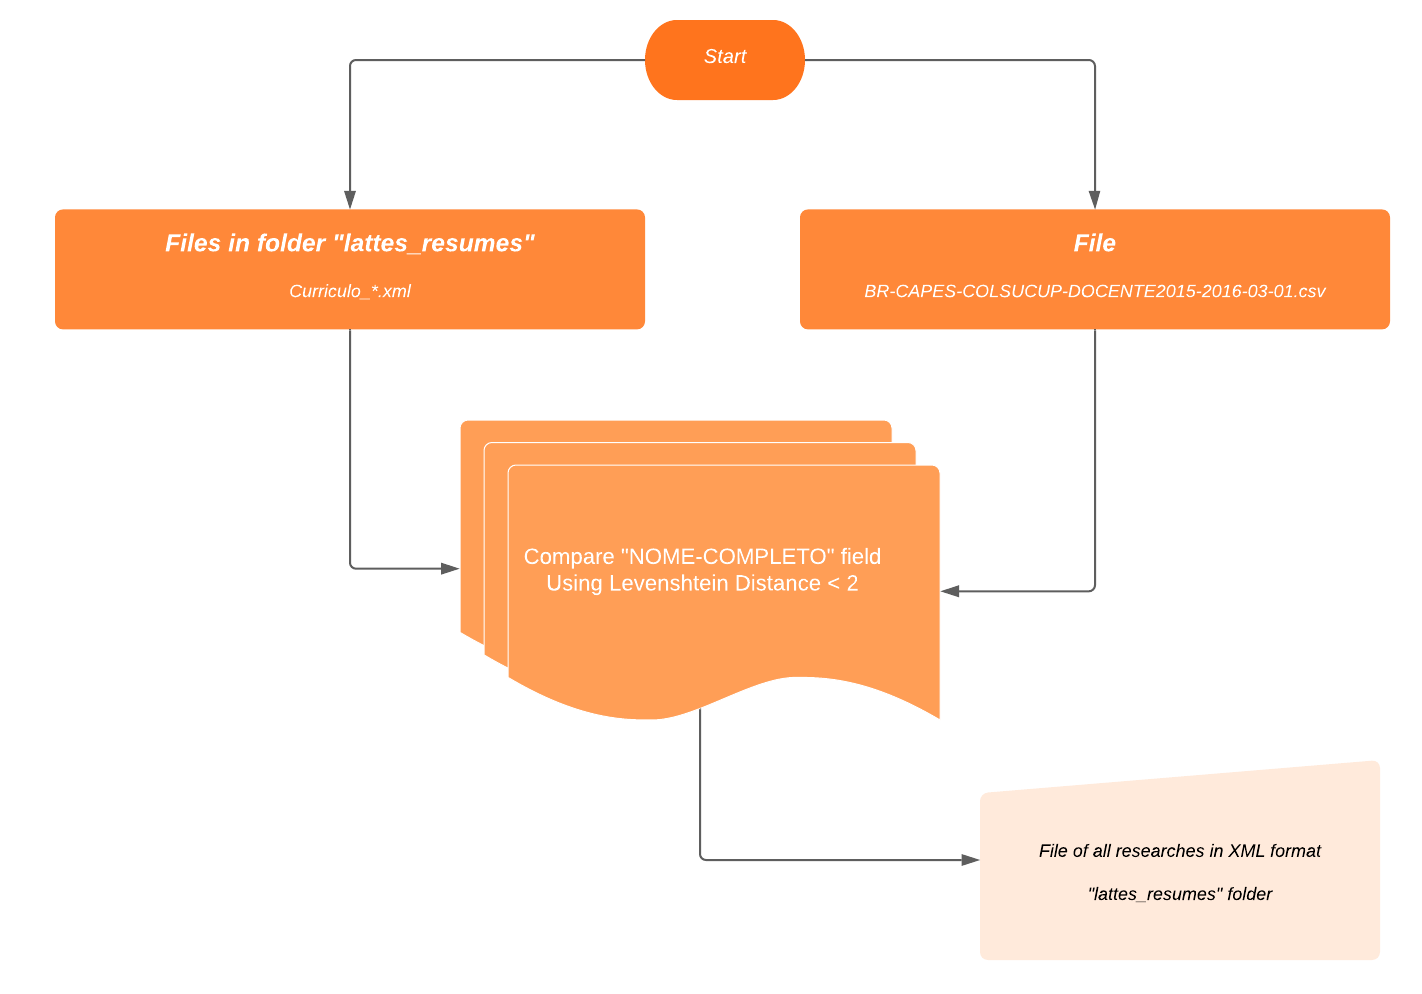 Start
Files in folder "lattes_resumes"
Curriculo_*.xml
File
BR-CAPES-COLSUCUP-DOCENTE2015-2016-03-01.csv
Compare "NOME-COMPLETO" field
Using Levenshtein Distance < 2
File of all researches in XML format
"lattes_resumes" folder